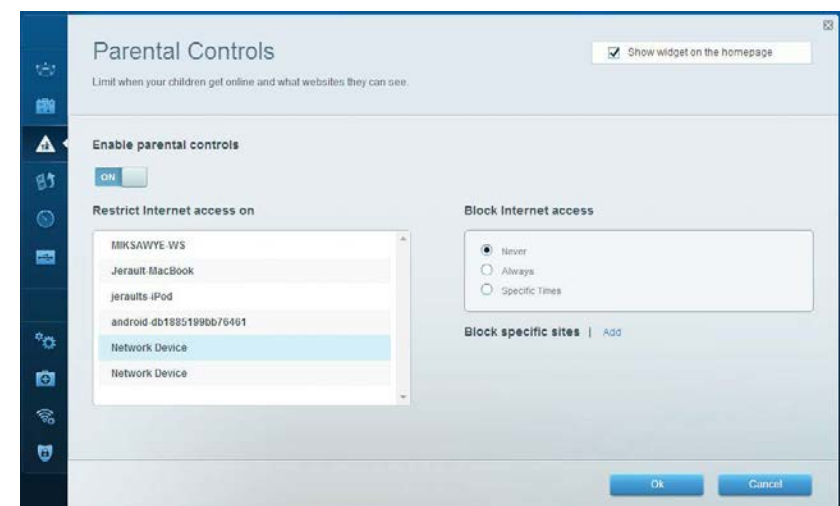 Parental Controls
Show widget on the homepage
Limit when your children get online and what websites they can see.
Enable parental controls
ON
Restrict Internet access on
Block Internet access
MIKSAWYE-WS
Jerault-MacBook
jeraults-iPod
android-db1885199bb76461
Network Device
Network Device
Never
Always
Specific Times
Block specific sites | Add
Ok
Cancel